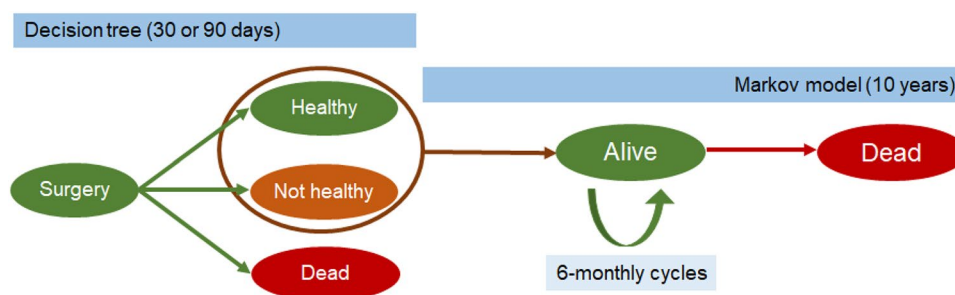 Decision tree (30 or 90 days)
Markov model (10 years)
Healthy
Surgery
Not healthy
Dead
Alive
Dead
6-monthly cycles